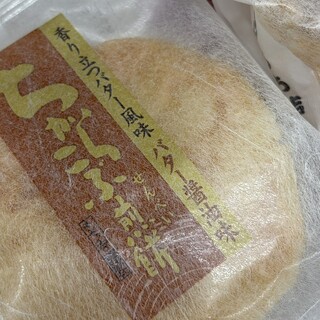 香り立つバター風味 バター醤油味
ちからこぶ煎餅
せんべい